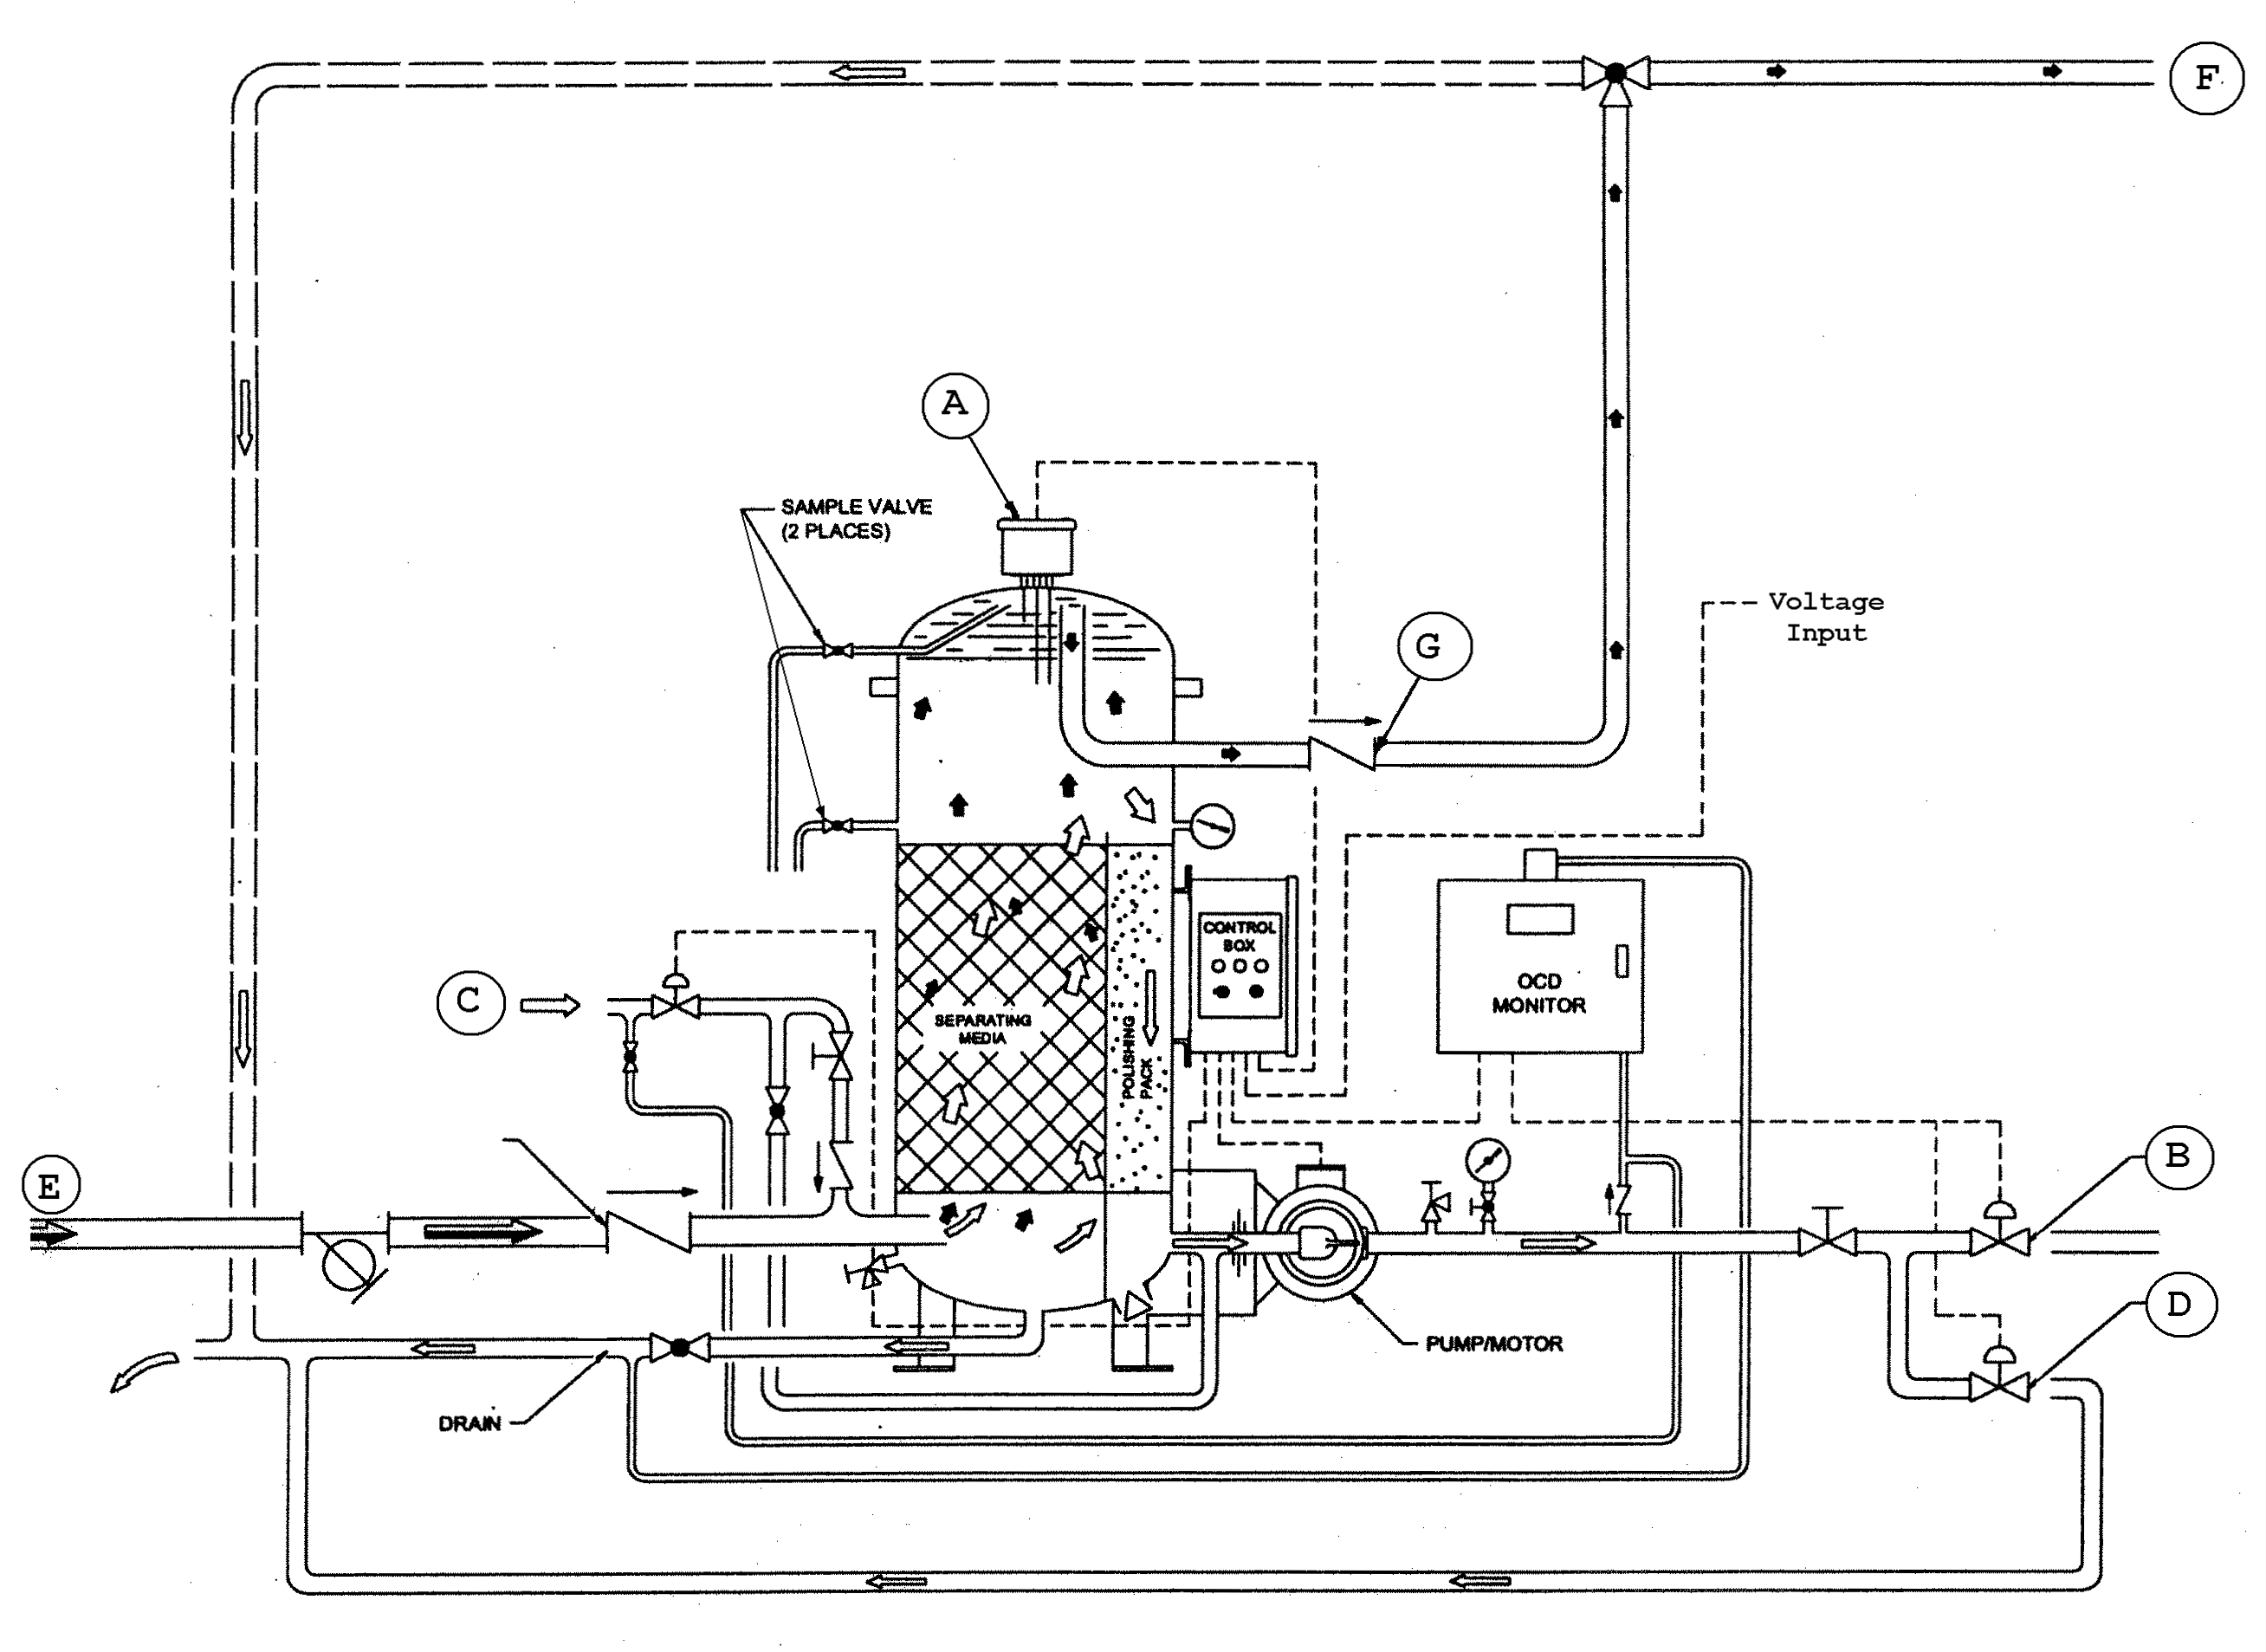 F
A
SAMPLE VALVE
(2 PLACES)
Voltage
Input
G
CONTROL
BOX
OCD
MONITOR
C
SEPARATING
MEDIA
POLISHING
PACK
B
E
D
PUMP/MOTOR
DRAIN